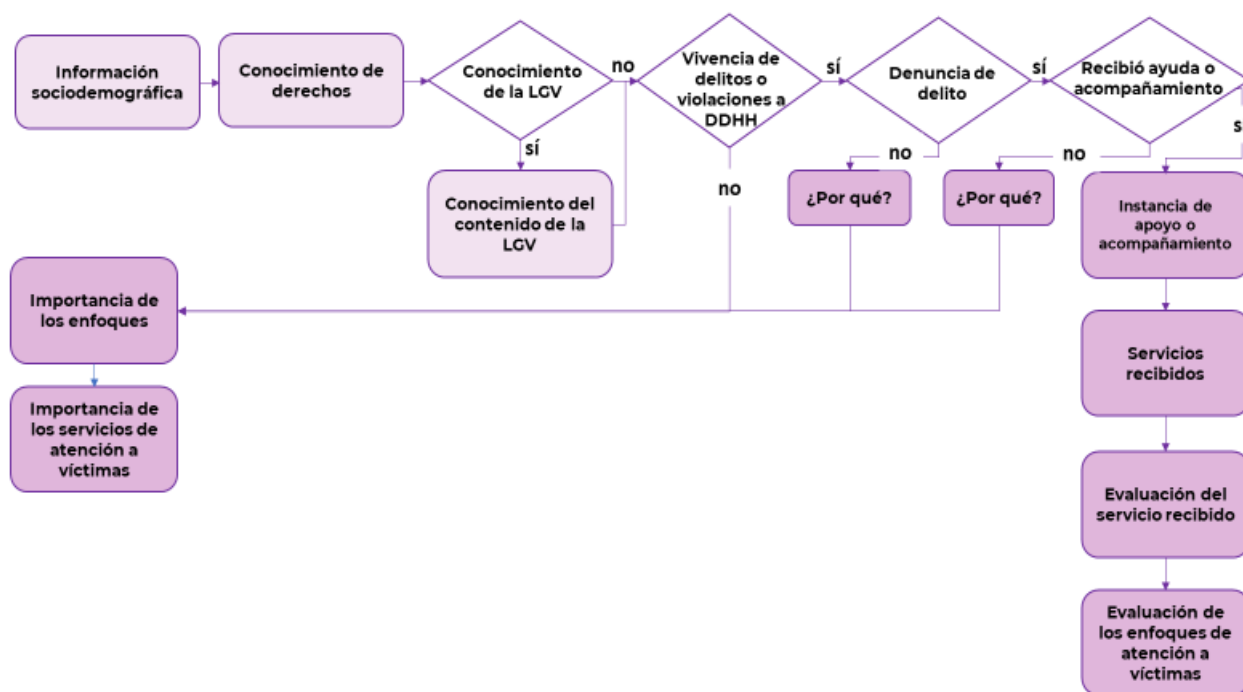 Información
sociodemográfica
Conocimiento de
derechos
Conocimiento
de la LGV
no
Vivencia de
delitos o
violaciones a
DDHH
sí
Denuncia de
delito
sí
Recibió ayuda o
acompañamiento
sí
no
no
no
Conocimiento del
contenido de la
LGV
¿Por qué?
¿Por qué?
Instancia de
apoyo o
acompañamiento
Importancia de
los enfoques
Servicios
recibidos
Importancia de
los servicios de
atención a
víctimas
Evaluación del
servicio recibido
Evaluación de
los enfoques de
atención a
víctimas